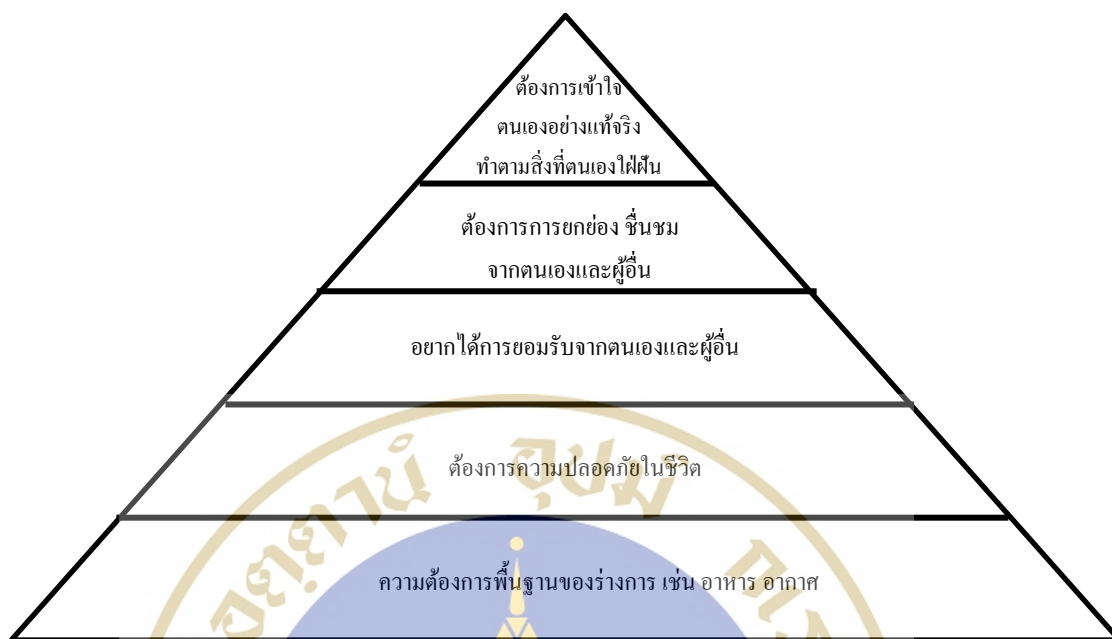 ต้องการเข้าใจ
ตนเองอย่างแท้จริง
ทำตามสิ่งที่ตนเองใฝ่ฝัน
ต้องการการยกย่อง ชื่นชม
จากตนเองและผู้อื่น
อยากได้การยอมรับจากตนเองและผู้อื่น
ต้องการความปลอดภัยในชีวิต
ความต้องการพื้นฐานของร่างการ เช่น อาหาร อากาศ
อุปมํ